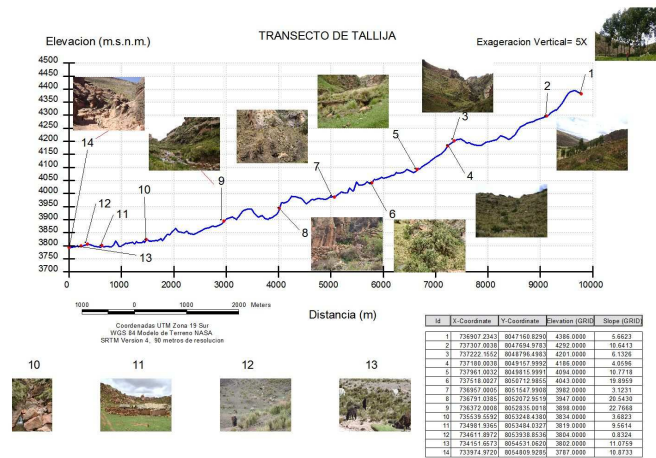 TRANSECTO DE TALLIJA
Elevacion (m.s.n.m.)
Exageracion Vertical= 5X
4500
4400
4350
4300
4250
4200
4150
4100
4050
4000
3950
3900
3850
3800
3750
3700
14
12
11
13
10
9
8
7
6
5
4
3
2
1
0 1000 2000 3000 4000 5000 6000 7000 8000 9000 10000
1000 0 1000 2000 Meters
Distancia (m)
Coordenadas UTM Zona 19 Sur
WGS 84 Modelo de Terreno NASA
SRTM Version 4, 90 metros de resolucion
10 11 12 13
Id X-Coordinate Y-Coordinate Elevation (GRID Slope (GRID)
1 736907.2343 8047160.8290 4386.0000 5.6623
2 737307.0038 8047694.9783 4292.0000 10.6413
3 737222.1552 8048796.4983 4201.0000 6.1326
4 737180.0038 8049157.9992 4186.0000 4.0596
5 737961.0032 8049815.9991 4094.0000 10.7718
6 737518.0027 8050712.9855 4043.0000 19.8959
7 736957.0005 8051547.9908 3982.0000 3.1231
8 736791.0385 8052072.9519 3947.0000 20.5430
9 736372.0008 8052835.0018 3898.0000 22.7668
10 735539.5592 8053248.4380 3834.0000 3.6823
11 734981.9365 8053484.0327 3819.0000 9.5614
12 734611.8972 8053938.8536 3804.0000 0.8324
13 734151.6573 8054531.0620 3802.0000 11.0759
14 733974.9720 8054809.9285 3787.0000 10.8733